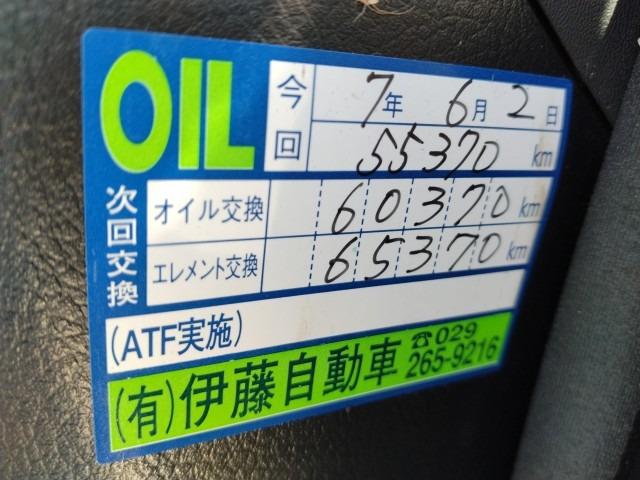 OIL 今回 7年 6月 2日
55370 km
次回交換 オイル交換 60370 km
エレメント交換 65370 km
(ATF実施)
(有)伊藤自動車 ☎029
265-9216